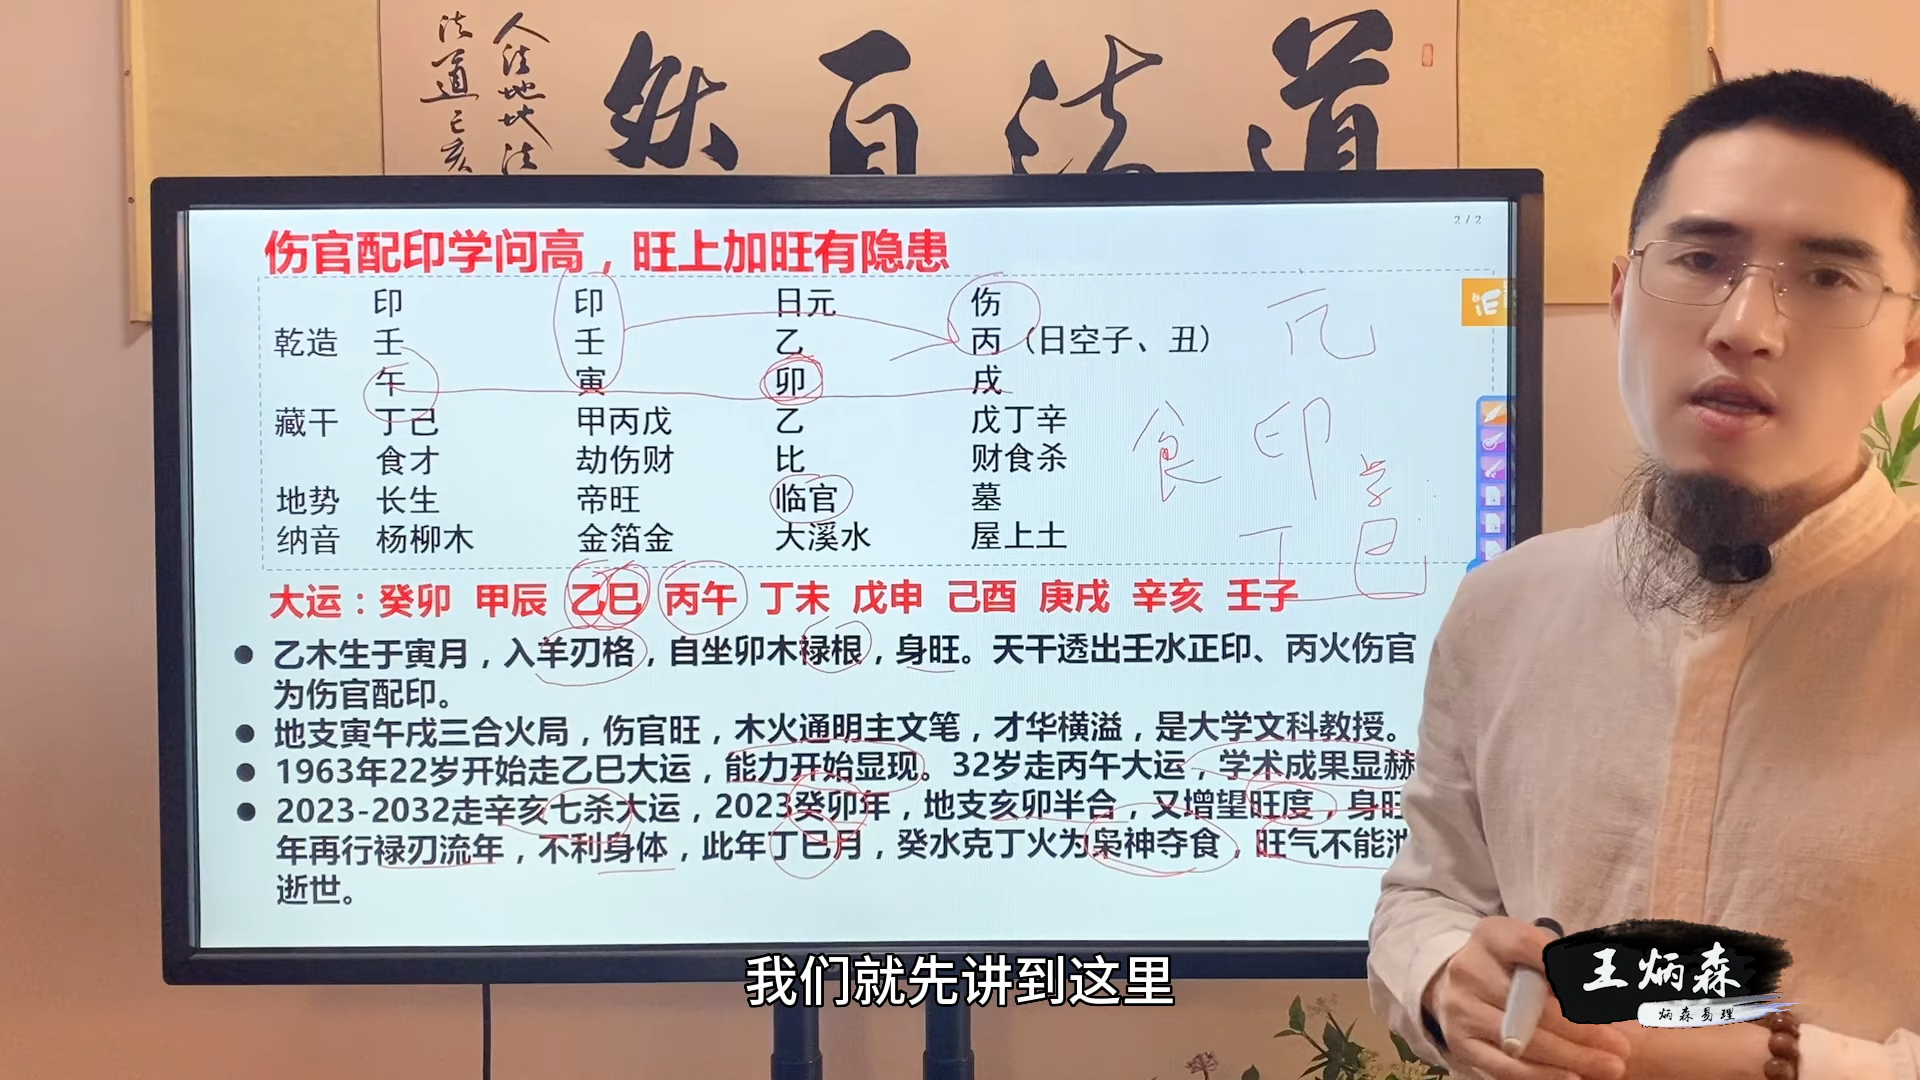 道法自然
人法地地法
法道己亥
2/2
伤官配印学问高，旺上加旺有隐患
印 印 日元 伤
乾造 壬 壬 乙 丙（日空子、丑）
午 寅 卯 戌
藏干 丁己 甲丙戊 乙 戊丁辛
食才 劫伤财 比 财食杀
地势 长生 帝旺 临官 墓
纳音 杨柳木 金箔金 大溪水 屋上土
食 印
丁 巳
大运：癸卯 甲辰 乙巳 丙午 丁未 戊申 己酉 庚戌 辛亥 壬子
● 乙木生于寅月，入羊刃格，自坐卯木禄根，身旺。天干透出壬水正印、丙火伤官
为伤官配印。
● 地支寅午戌三合火局，伤官旺，木火通明主文笔，才华横溢，是大学文科教授。
● 1963年22岁开始走乙巳大运，能力开始显现。32岁走丙午大运，学术成果显赫
● 2023-2032走辛亥七杀大运，2023癸卯年，地支亥卯半合，又增望旺度，身旺
年再行禄刃流年，不利身体，此年丁巳月，癸水克丁火为枭神夺食，旺气不能泄
逝世。
我们就先讲到这里
王炳森
炳森易理